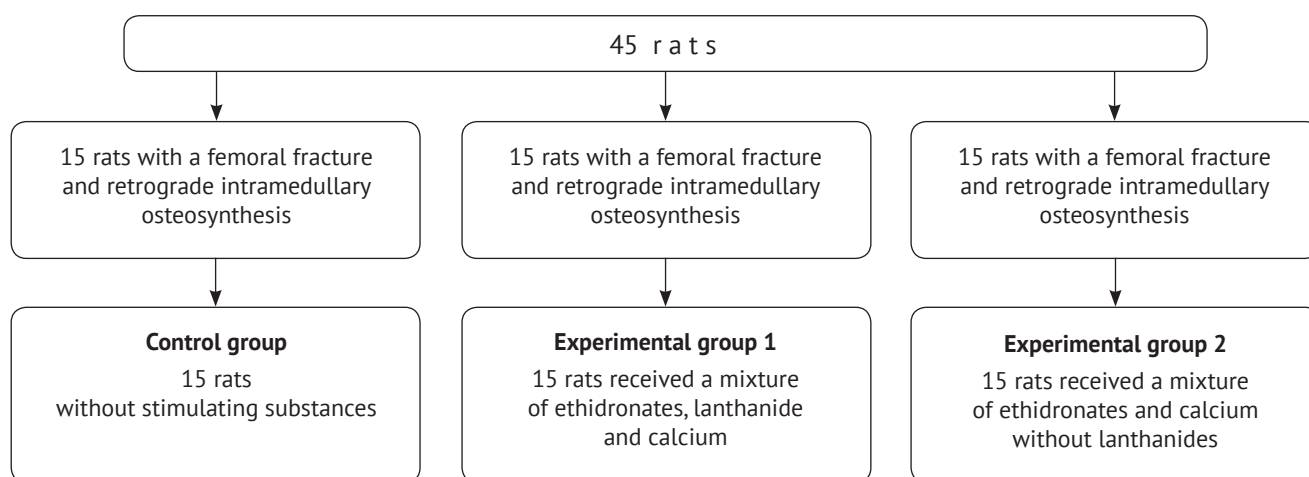 45 rats
15 rats with a femoral fracture
and retrograde intramedullary
osteosynthesis
15 rats with a femoral fracture
and retrograde intramedullary
osteosynthesis
15 rats with a femoral fracture
and retrograde intramedullary
osteosynthesis
Control group
15 rats
without stimulating substances
Experimental group 1
15 rats received a mixture
of ethidronates, lanthanide
and calcium
Experimental group 2
15 rats received a mixture
of ethidronates and calcium
without lanthanides